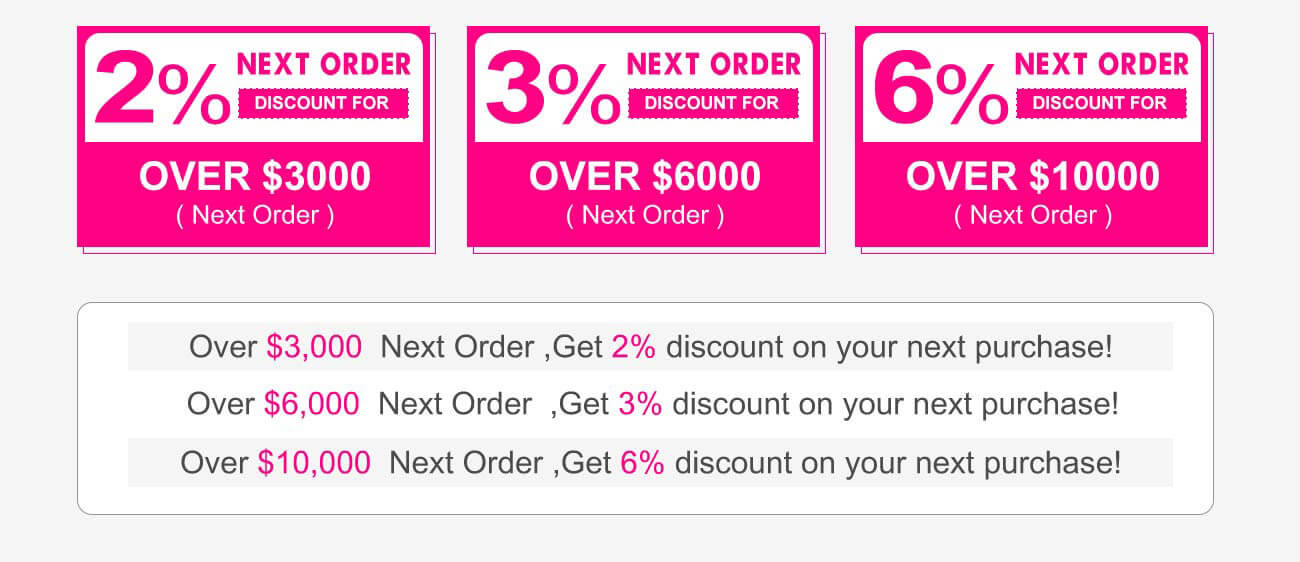 2% NEXT ORDER
DISCOUNT FOR
OVER $3000
( Next Order )
3% NEXT ORDER
DISCOUNT FOR
OVER $6000
( Next Order )
6% NEXT ORDER
DISCOUNT FOR
OVER $10000
( Next Order )
Over $3,000 Next Order ,Get 2% discount on your next purchase!
Over $6,000 Next Order ,Get 3% discount on your next purchase!
Over $10,000 Next Order ,Get 6% discount on your next purchase!